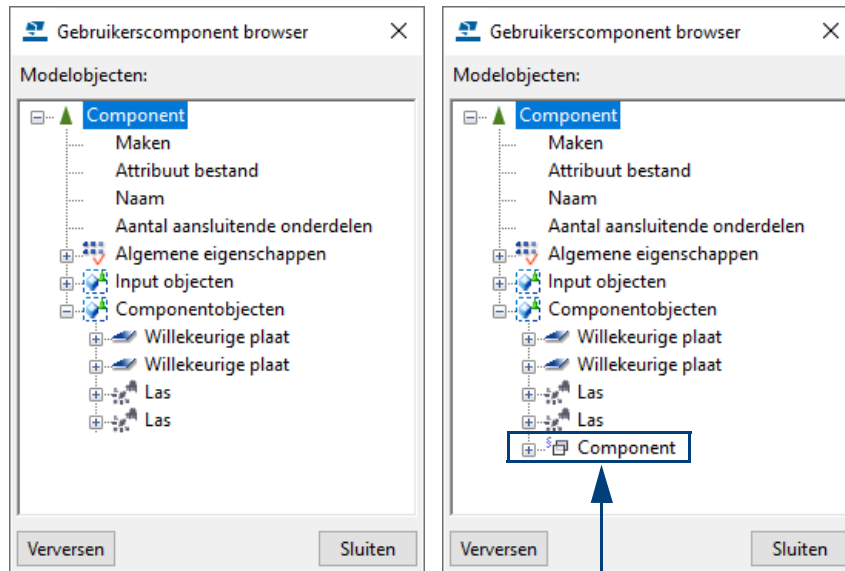 Gebruikerscomponent browser
Modelobjecten:
Component
Maken
Attribuut bestand
Naam
Aantal aansluitende onderdelen
Algemene eigenschappen
Input objecten
Componentobjecten
Willekeurige plaat
Willekeurige plaat
Las
Las
Verversen
Sluiten
Gebruikerscomponent browser
Modelobjecten:
Component
Maken
Attribuut bestand
Naam
Aantal aansluitende onderdelen
Algemene eigenschappen
Input objecten
Componentobjecten
Willekeurige plaat
Willekeurige plaat
Las
Las
Component
Verversen
Sluiten